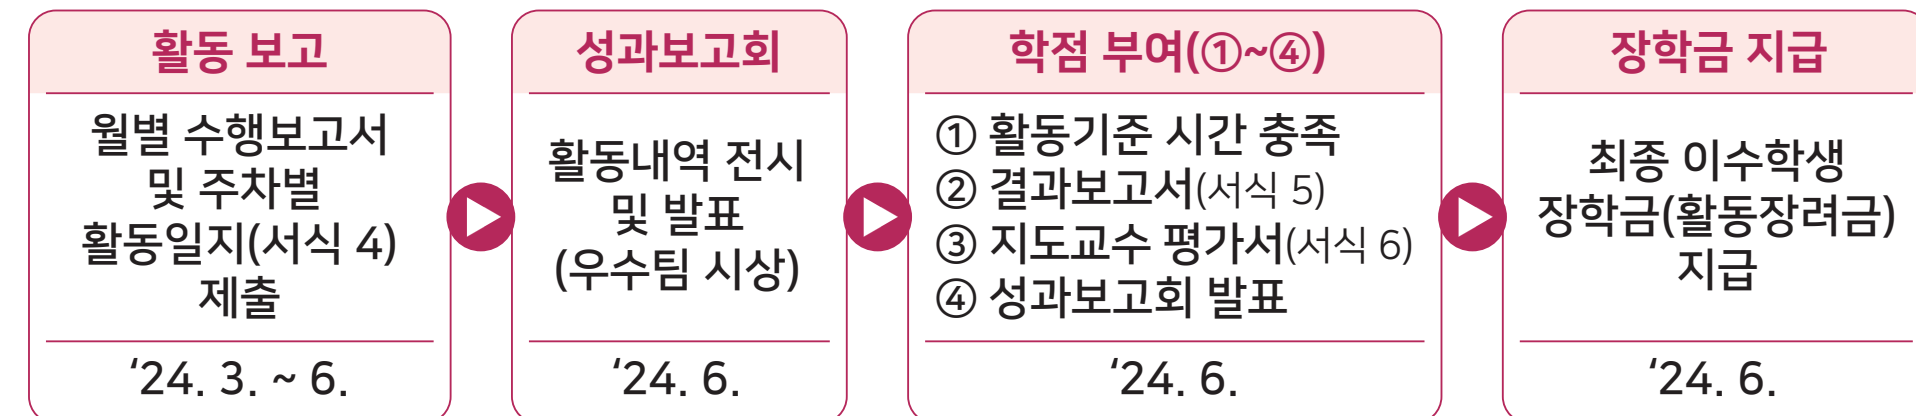 활동 보고
월별 수행보고서
및 주차별
활동일지(서식 4)
제출
‘24. 3. ~ 6.
성과보고회
활동내역 전시
및 발표
(우수팀 시상)
‘24. 6.
학점 부여(①~④)
① 활동기준 시간 충족
② 결과보고서(서식 5)
③ 지도교수 평가서(서식 6)
④ 성과보고회 발표
‘24. 6.
장학금 지급
최종 이수학생
장학금(활동장려금)
지급
‘24. 6.